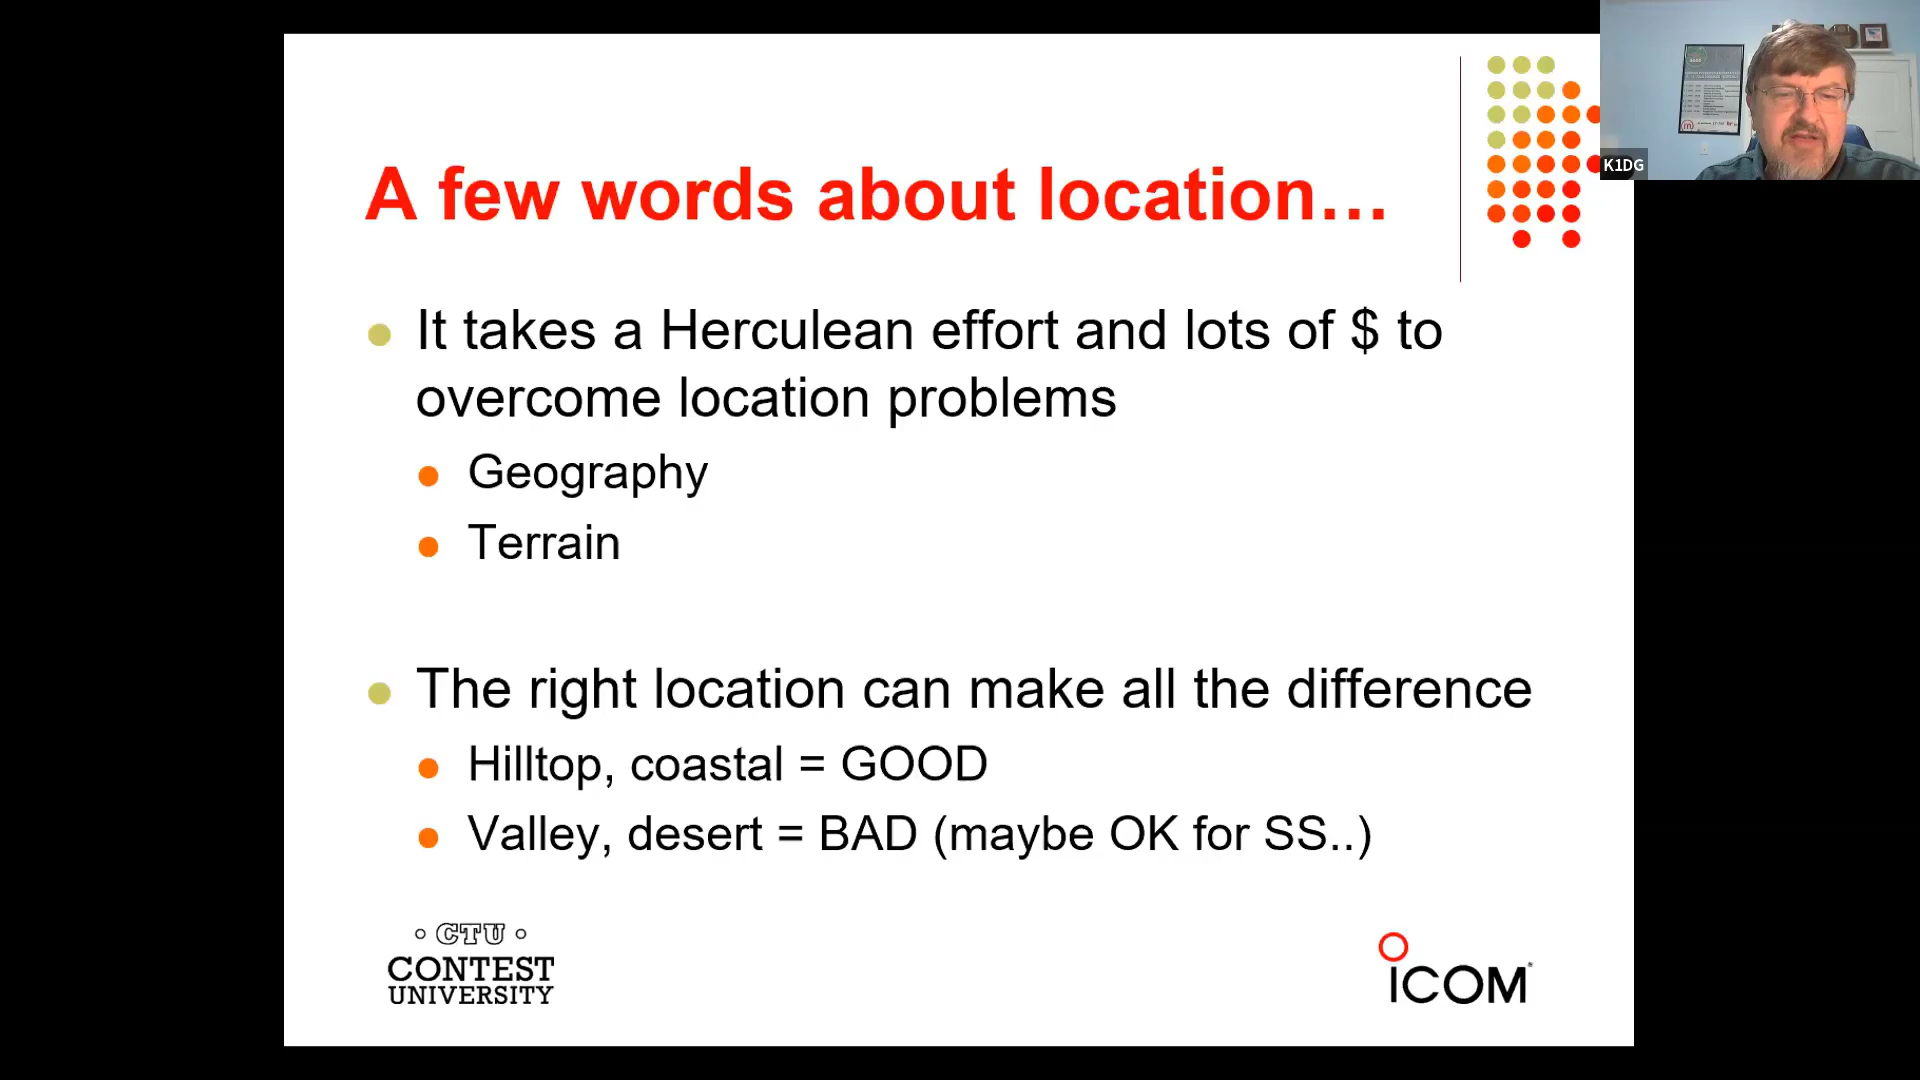 A few words about location...
It takes a Herculean effort and lots of $ to
overcome location problems
Geography
Terrain
The right location can make all the difference
Hilltop, coastal = GOOD
Valley, desert = BAD (maybe OK for SS..)
CTU
CONTEST
UNIVERSITY
ICOM
K1DG